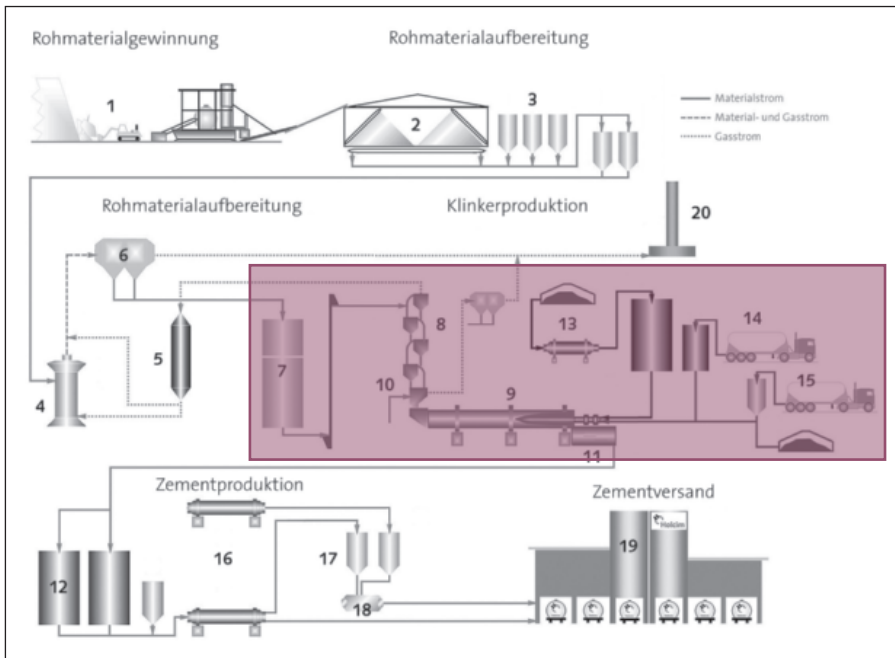 Rohmaterialgewinnung
Rohmaterialaufbereitung
1
2
3
Materialstrom
Material- und Gasstrom
Gasstrom
Rohmaterialaufbereitung
Klinkerproduktion
20
6
8
13
14
5
7
10
9
15
4
11
Zementproduktion
Zementversand
16
17
12
18
19
Holcim